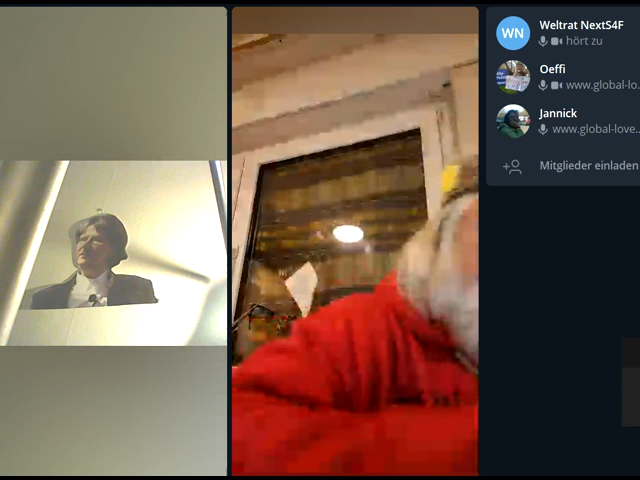 WN
Weltrat NextS4F
hört zu
Oeffi
www.global-lo...
Jannick
www.global-love...
Mitglieder einladen